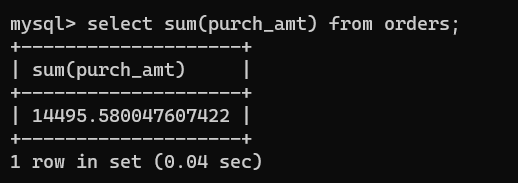 mysql> select sum(purch_amt) from orders;
+--------------------+
| sum(purch_amt)     |
+--------------------+
| 14495.580047607422 |
+--------------------+
1 row in set (0.04 sec)